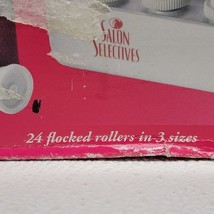 SALON
SELECTIVES
24 flocked rollers in 3 sizes